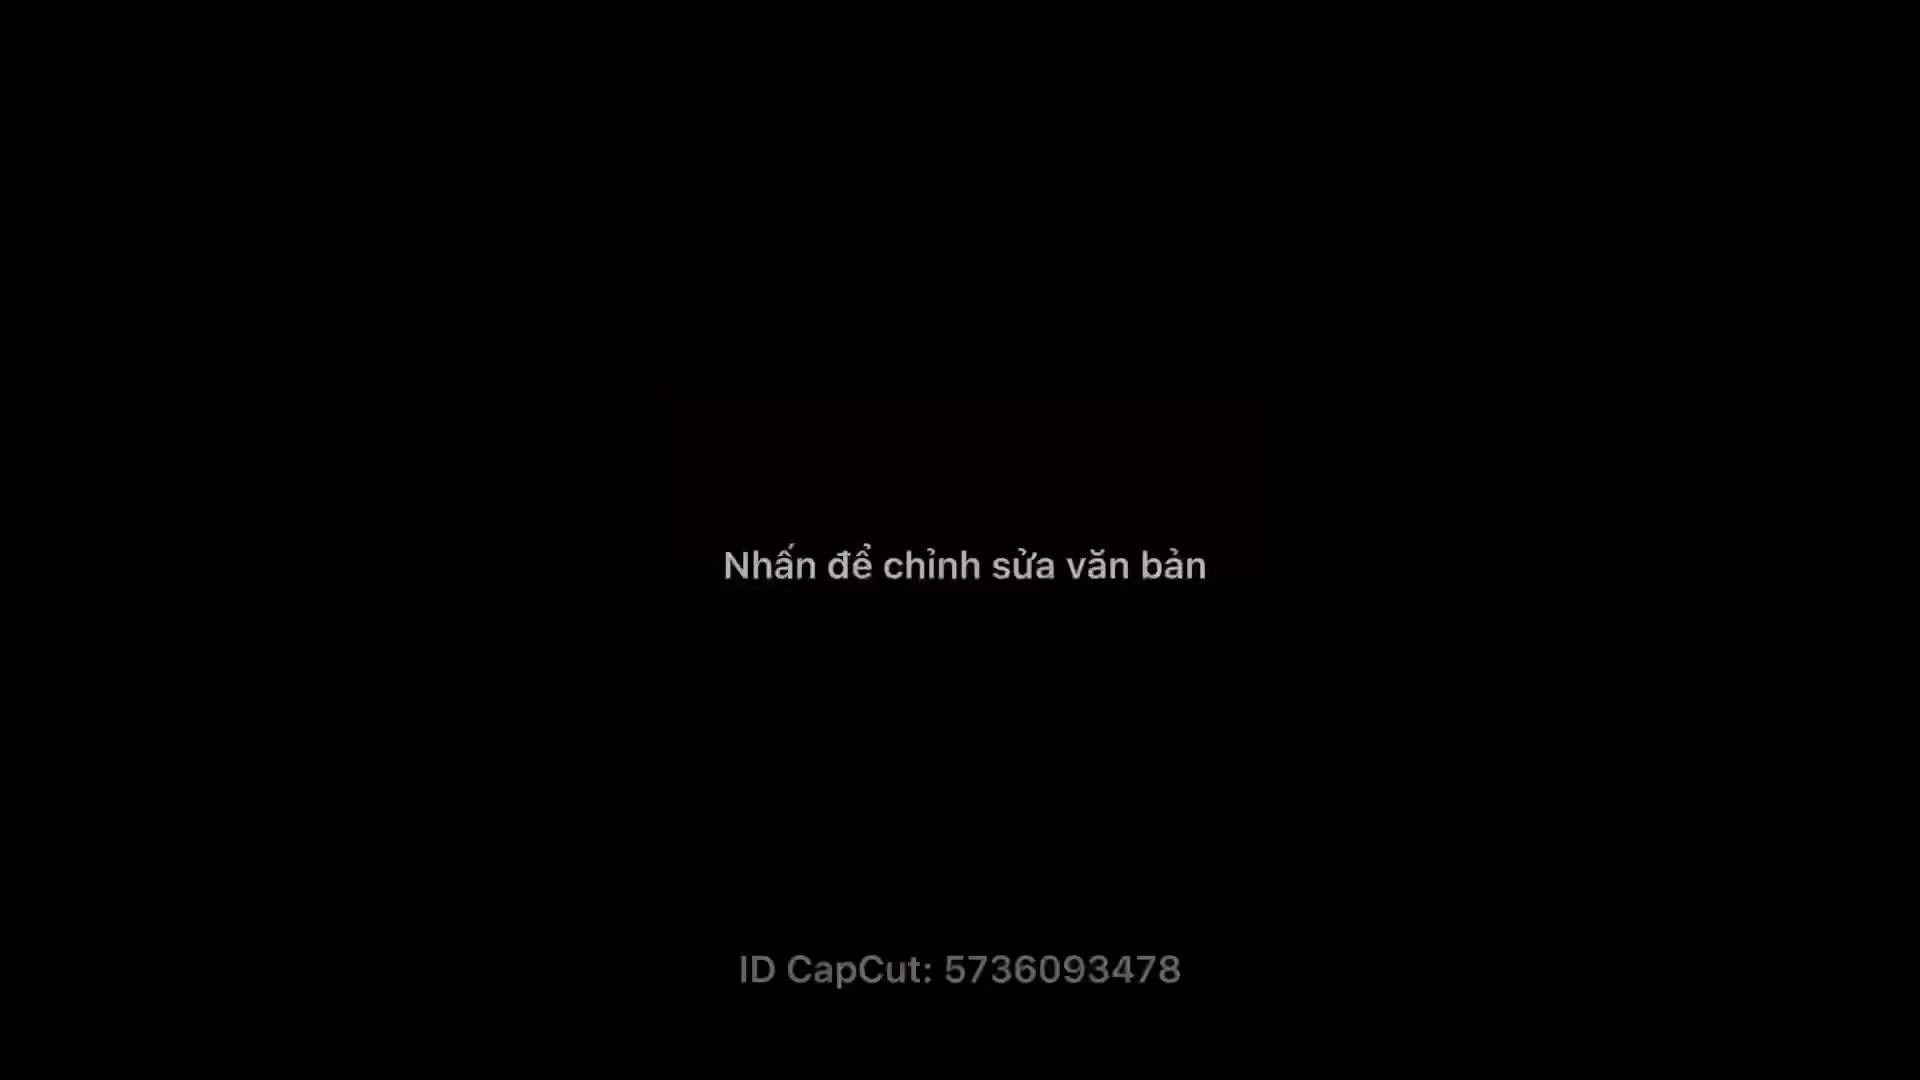 Nhấn để chỉnh sửa văn bản
ID CapCut: 5736093478